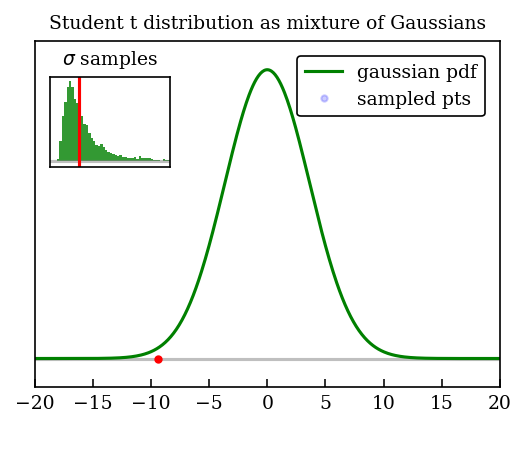 Student t distribution as mixture of Gaussians
σ samples
gaussian pdf
sampled pts
−20 −15 −10 −5 0 5 10 15 20